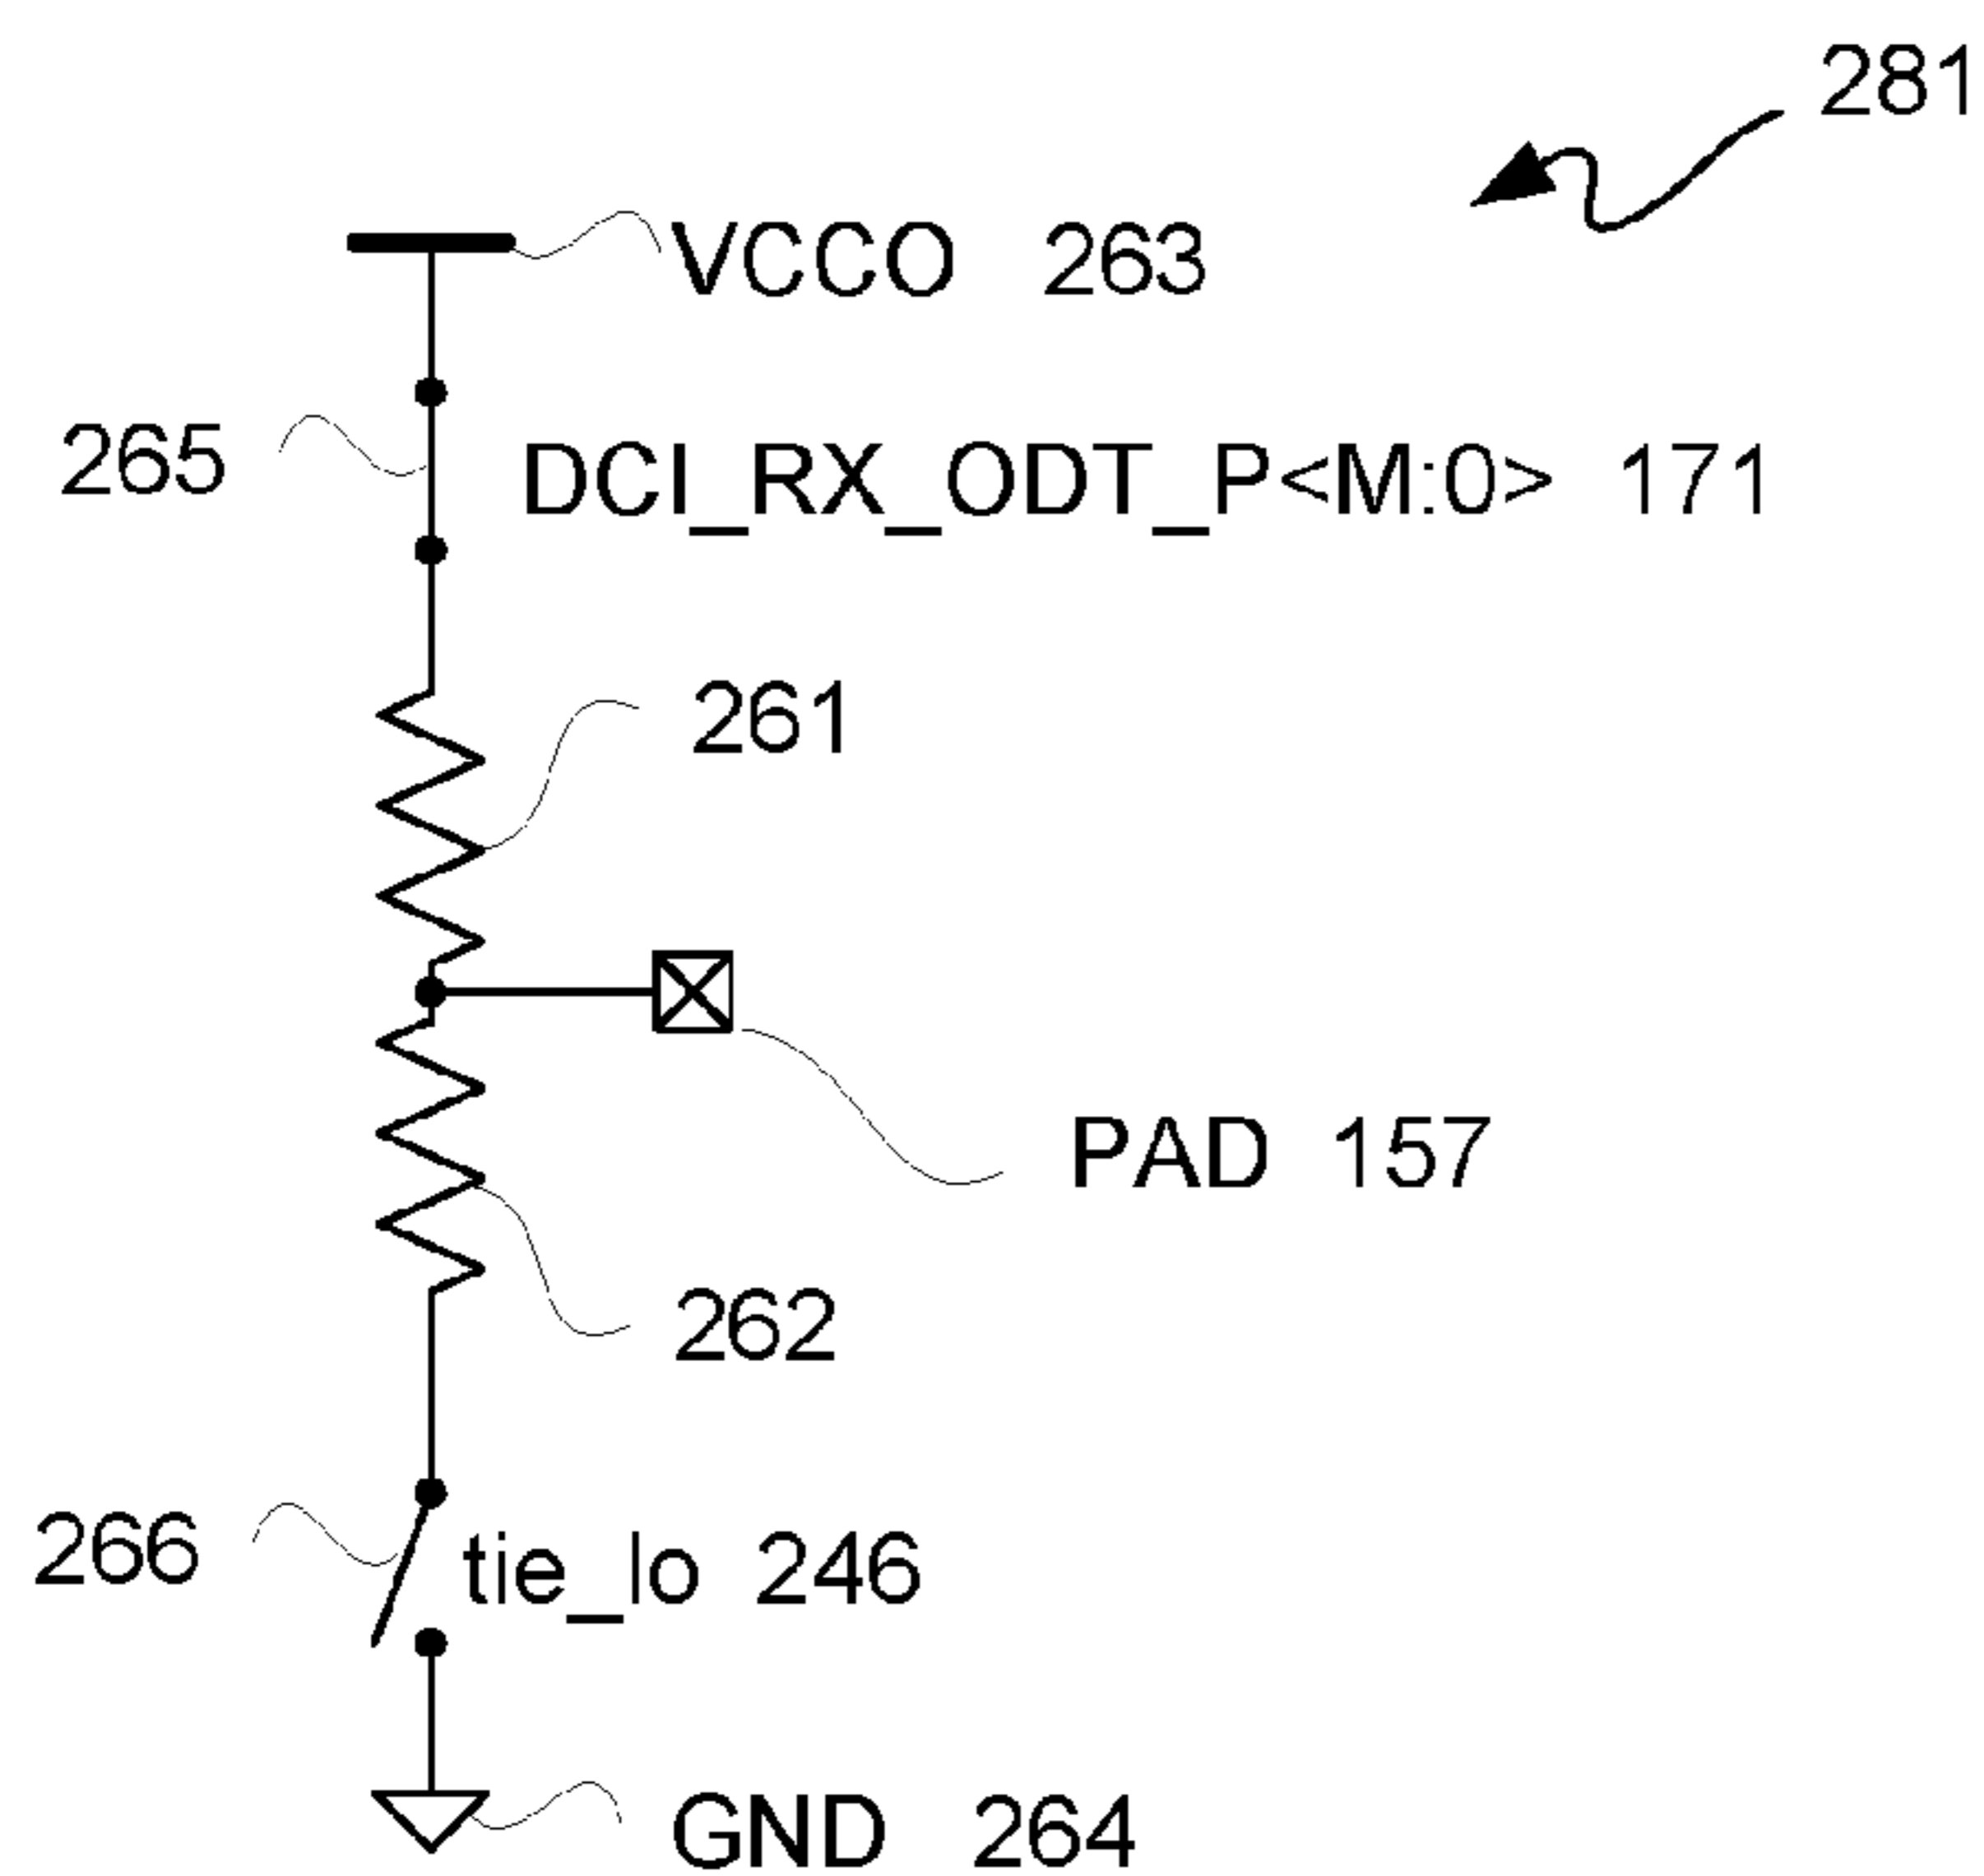 281
VCCO 263
265
DCI_RX_ODT_P<M:0> 171
261
PAD 157
262
266
tie_lo 246
GND 264